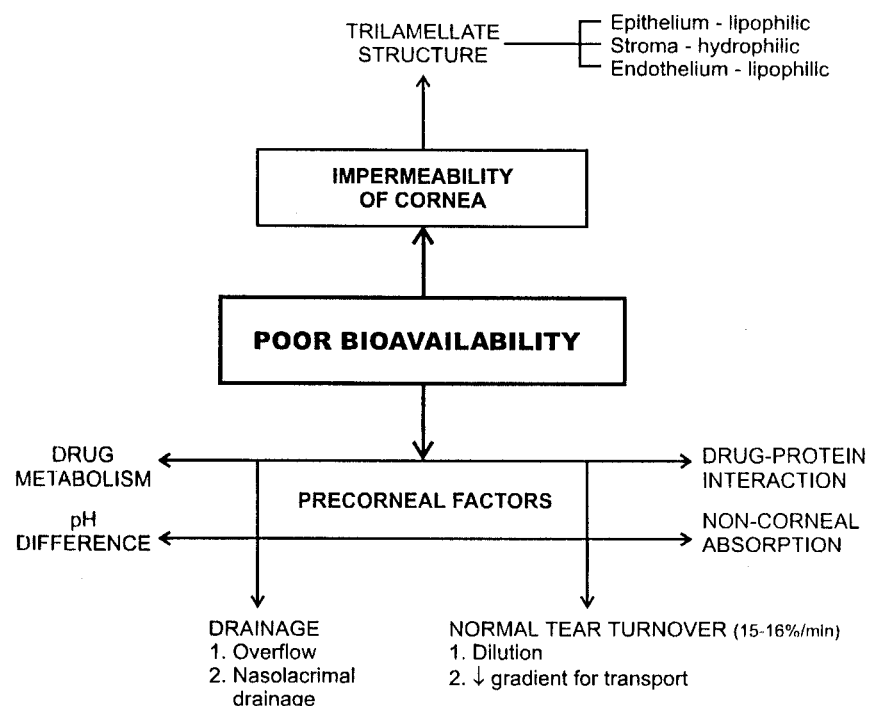 TRILAMELLATE
STRUCTURE
Epithelium - lipophilic
Stroma - hydrophilic
Endothelium - lipophilic
IMPERMEABILITY
OF CORNEA
POOR BIOAVAILABILITY
DRUG
METABOLISM
DRUG-PROTEIN
INTERACTION
PRECORNEAL FACTORS
pH
DIFFERENCE
NON-CORNEAL
ABSORPTION
DRAINAGE
1. Overflow
2. Nasolacrimal
drainage
NORMAL TEAR TURNOVER (15-16%/min)
1. Dilution
2. ↓ gradient for transport